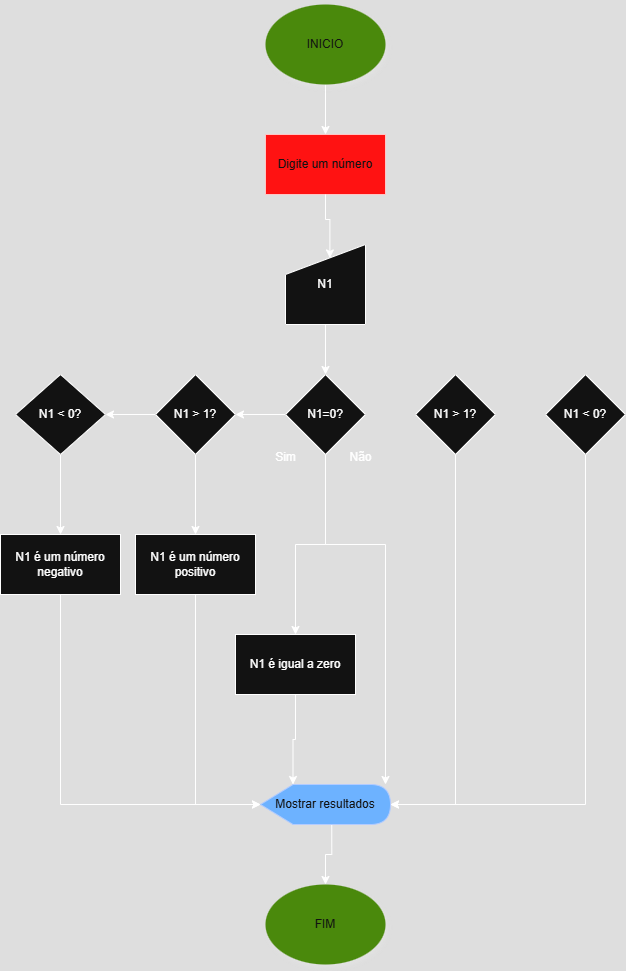 INICIO
Digite um número
N1
N1 < 0?
N1 > 1?
N1=0?
N1 > 1?
N1 < 0?
Sim
Não
N1 é um número
negativo
N1 é um número
positivo
N1 é igual a zero
Mostrar resultados
FIM